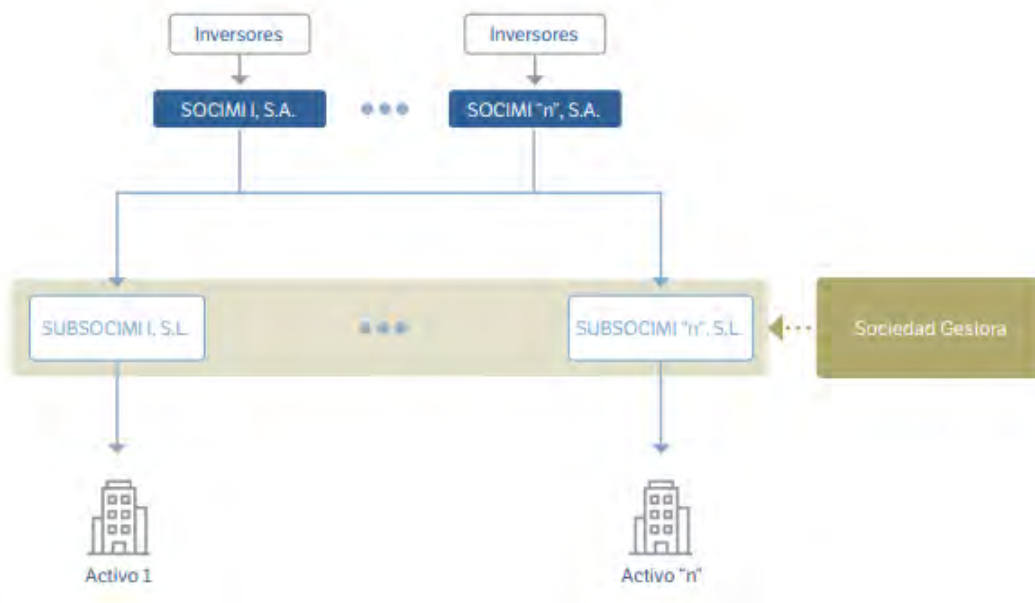 Inversores
Inversores
SOCIMI I, S.A.
SOCIMI "n", S.A.
SUBSOCIMI I, S.L.
SUBSOCIMI "n", S.L.
Sociedad Gestora
Activo 1
Activo "n"